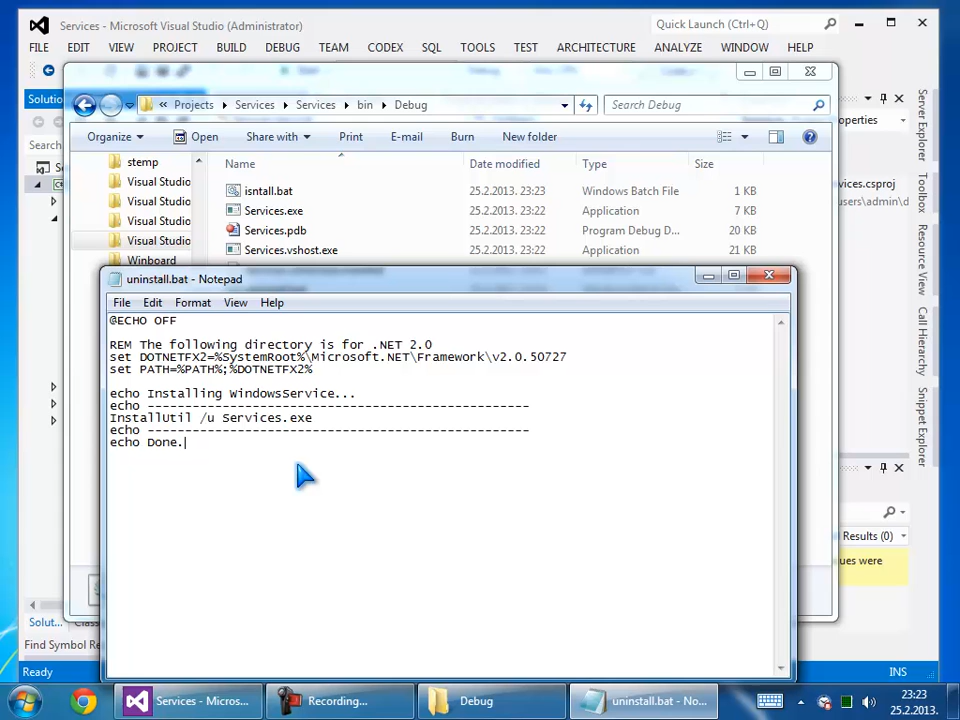 Services - Microsoft Visual Studio (Administrator)
Quick Launch (Ctrl+Q)
FILE EDIT VIEW PROJECT BUILD DEBUG TEAM CODEX SQL TOOLS TEST ARCHITECTURE ANALYZE WINDOW HELP
Debug
Solutio
« Projects Services Services bin Debug
Search Debug
Organize Open Share with Print E-mail Burn New folder
operties
Sear
stemp
Visual Studio
Visual Studio
Visual Studio
Visual Studio
Winboard
Name Date modified Type Size
isntall.bat 25.2.2013. 23:23 Windows Batch File 1 KB
Services.exe 25.2.2013. 23:22 Application 7 KB
Services.pdb 25.2.2013. 23:22 Program Debug D... 20 KB
Services.vshost.exe 25.2.2013. 23:22 Application 21 KB
vices.csproj
users\admin\d
Server Explorer
Toolbox
Resource View
Call Hierarchy
Snippet Explorer
uninstall.bat - Notepad
File Edit Format View Help
@ECHO OFF
REM The following directory is for .NET 2.0
set DOTNETFX2=%SystemRoot%\Microsoft.NET\Framework\v2.0.50727
set PATH=%PATH%;%DOTNETFX2%
echo Installing WindowsService...
echo ---------------------------------------------------
InstallUtil /u Services.exe
echo ---------------------------------------------------
echo Done.
Results (0)
ues were
Solut... Class
Find Symbol Re
Ready
INS
Services - Micros...
Recording...
Debug
uninstall.bat - No...
23:23
25.2.2013.